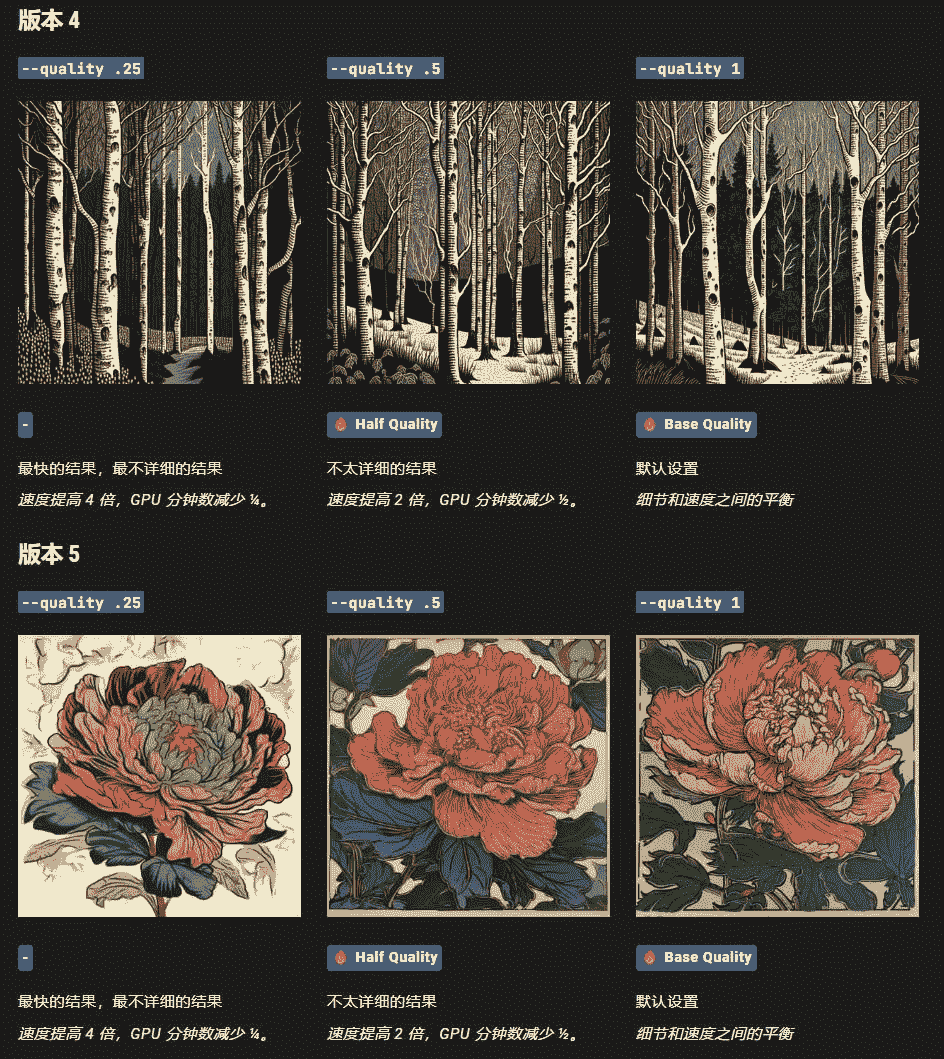 版本 4
--quality .25 --quality .5 --quality 1
- Half Quality Base Quality
最快的结果，最不详细的结果 不太详细的结果 默认设置
速度提高 4 倍，GPU 分钟数减少 ¼。 速度提高 2 倍，GPU 分钟数减少 ½。 细节和速度之间的平衡
版本 5
--quality .25 --quality .5 --quality 1
- Half Quality Base Quality
最快的结果，最不详细的结果 不太详细的结果 默认设置
速度提高 4 倍，GPU 分钟数减少 ¼。 速度提高 2 倍，GPU 分钟数减少 ½。 细节和速度之间的平衡